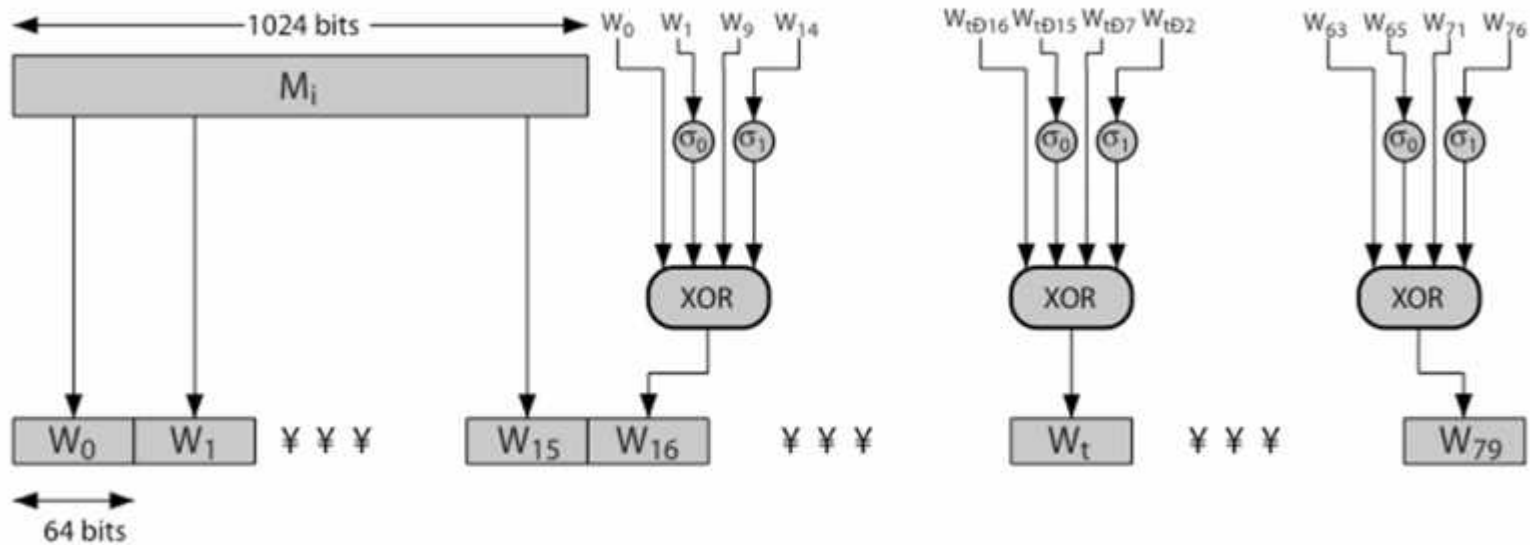 1024 bits
W₀ W₁ W₉ W₁₄
WₜÐ₁₆ WₜÐ₁₅ WₜÐ₇ WₜÐ₂
W₆₃ W₆₅ W₇₁ W₇₆
Mᵢ
σ₀ σ₁
σ₀ σ₁
σ₀ σ₁
XOR
XOR
XOR
W₀ W₁ ¥ ¥ ¥ W₁₅ W₁₆ ¥ ¥ ¥ Wₜ ¥ ¥ ¥ W₇₉
64 bits